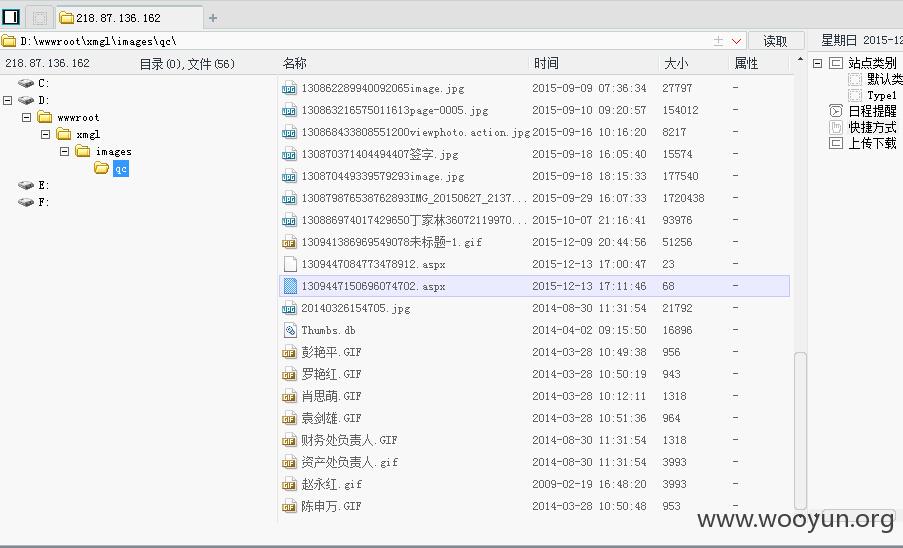 218.87.136.162
D:\wwwroot\xmgl\images\qc\ 读取 星期日 2015-12
218.87.136.162 目录(0),文件(56) 名称 时间 大小 属性
C:
D:
wwwroot
xmgl
images
qc
E:
F:
130862289940092065image.jpg 2015-09-09 07:36:34 27797 -
130863216575011613page-0005.jpg 2015-09-10 09:20:57 154012 -
130868433808551200viewphoto.action.jpg 2015-09-16 10:16:20 8217 -
130870371404494407签字.jpg 2015-09-18 16:05:40 15574 -
130870449339579293image.jpg 2015-09-18 18:15:33 177540 -
130879876538762893IMG_20150627_2137... 2015-09-29 16:07:33 1720438 -
130886974017429650丁家林36072119970... 2015-10-07 21:16:41 93976 -
130941386969549078未标题-1.gif 2015-12-09 20:44:56 51256 -
1309447084773478912.aspx 2015-12-13 17:00:47 23 -
1309447150696074702.aspx 2015-12-13 17:11:46 68 -
20140326154705.jpg 2014-08-30 11:31:54 21792 -
Thumbs.db 2014-04-02 09:15:50 16896 -
彭艳平.GIF 2014-03-28 10:49:38 956 -
罗艳红.GIF 2014-03-28 10:50:19 943 -
肖思萌.GIF 2014-03-28 10:12:11 1318 -
袁剑雄.GIF 2014-03-28 10:51:36 964 -
财务处负责人.GIF 2014-08-30 11:31:54 1318 -
资产处负责人.gif 2014-08-30 11:31:54 3993 -
赵永红.gif 2009-02-19 16:48:20 3993 -
陈申万.GIF 2014-03-28 10:50:48 953 -
站点类别
默认类
Type1
日程提醒
快捷方式
上传下载
www.wooyun.org